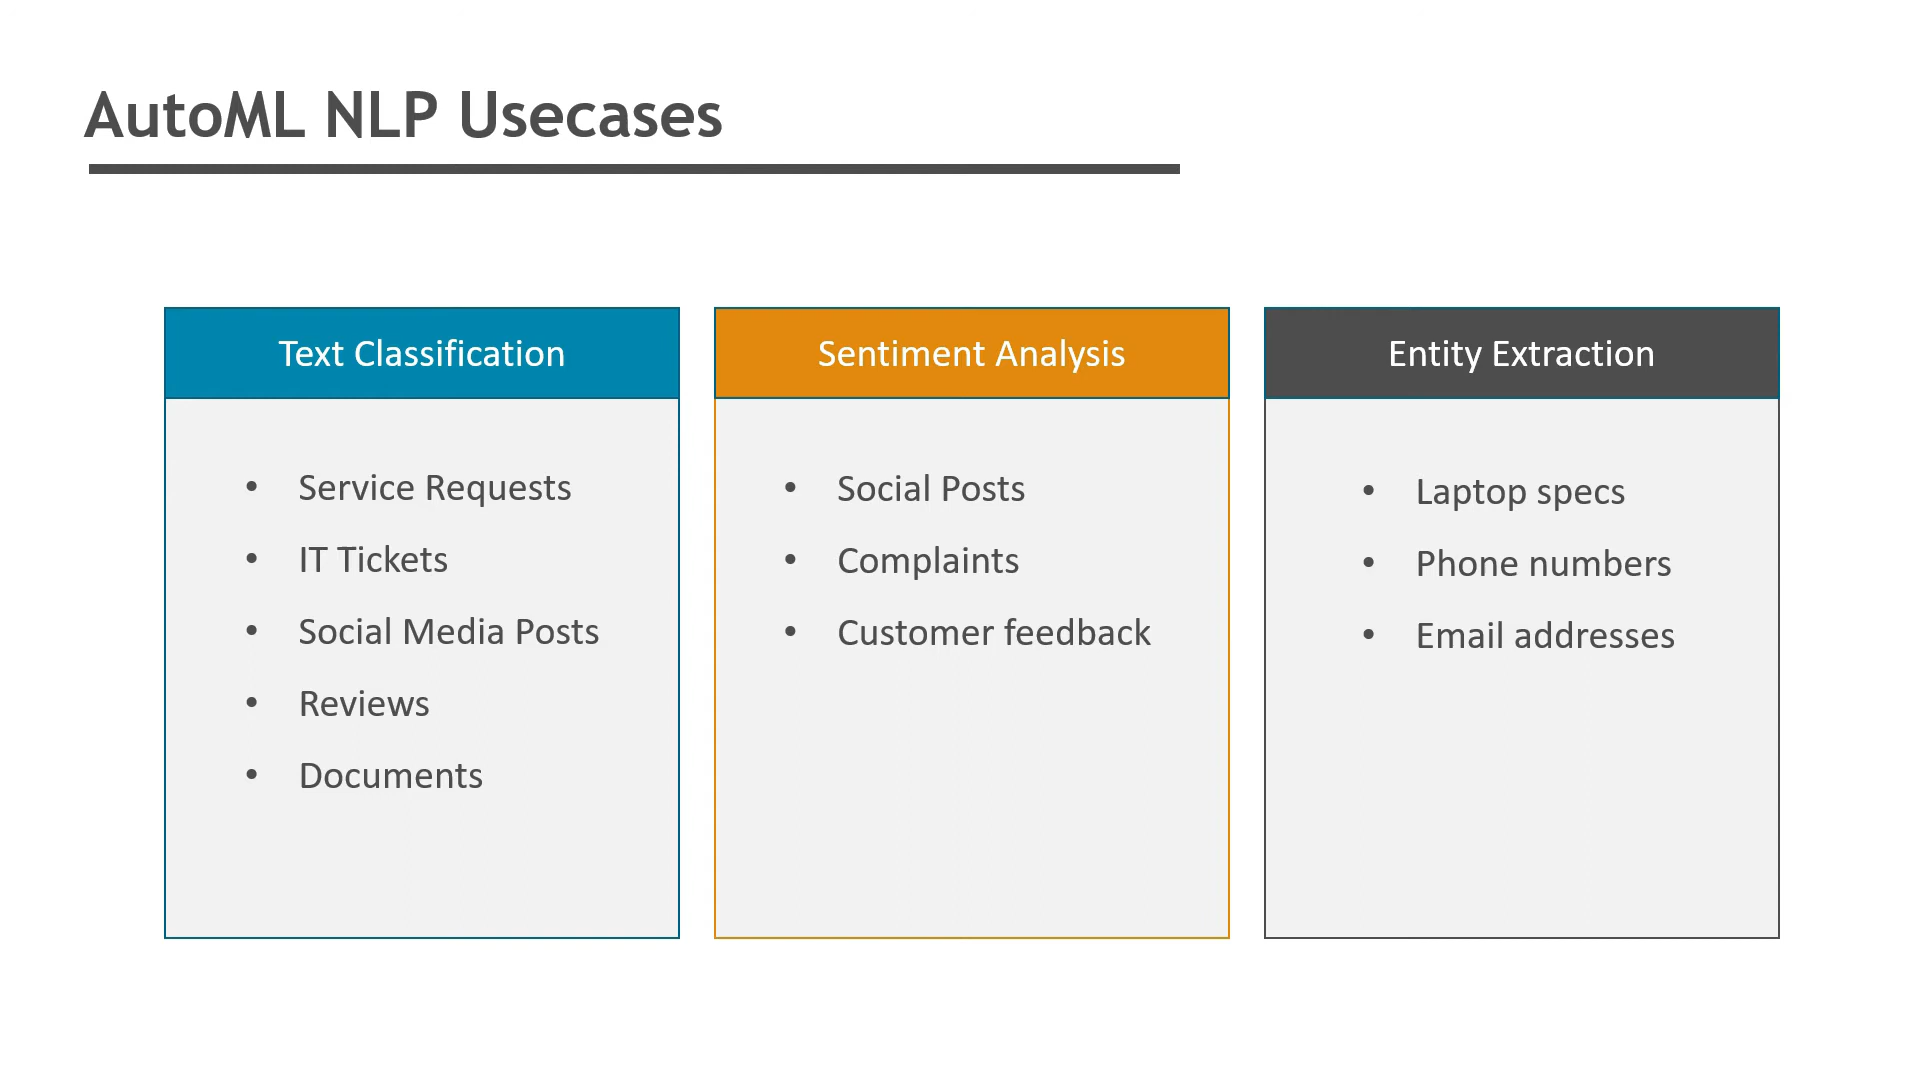 AutoML NLP Usecases
Text Classification
• Service Requests
• IT Tickets
• Social Media Posts
• Reviews
• Documents
Sentiment Analysis
• Social Posts
• Complaints
• Customer feedback
Entity Extraction
• Laptop specs
• Phone numbers
• Email addresses